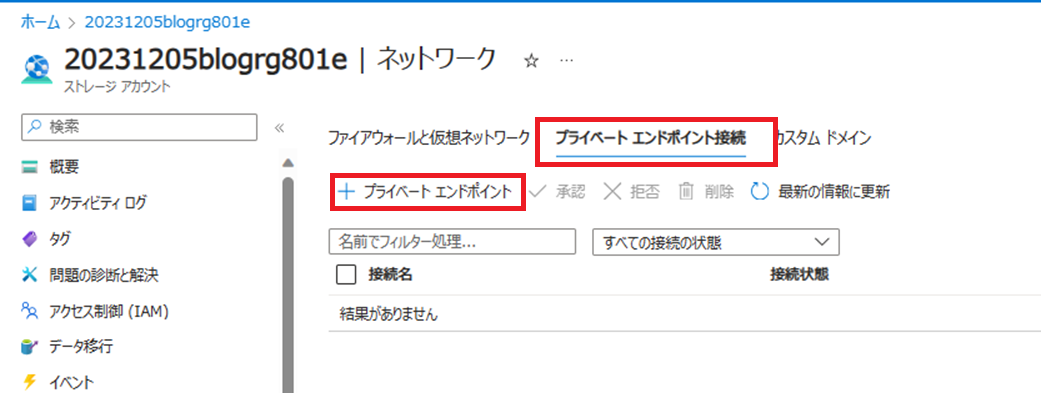 ホーム > 20231205blogrg801e
20231205blogrg801e | ネットワーク ☆ …
ストレージ アカウント
検索 «
ファイアウォールと仮想ネットワーク プライベート エンドポイント接続 カスタム ドメイン
+ プライベート エンドポイント 承認 拒否 削除 最新の情報に更新
名前でフィルター処理... すべての接続の状態
接続名 接続状態
結果がありません
概要
アクティビティ ログ
タグ
問題の診断と解決
アクセス制御 (IAM)
データ移行
イベント